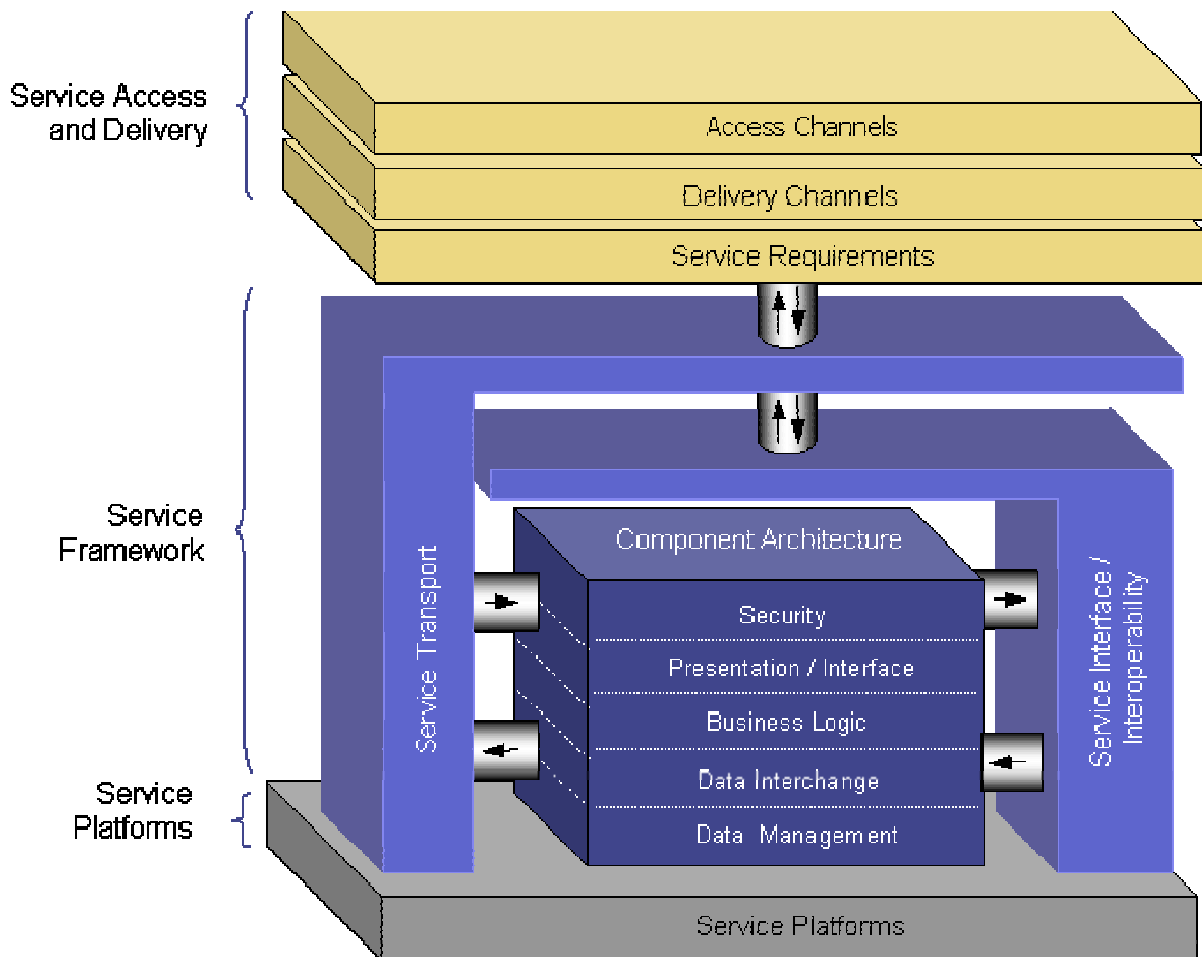 Service Access
and Delivery
Access Channels
Delivery Channels
Service Requirements
Service
Framework
Component Architecture
Security
Presentation / Interface
Business Logic
Data Interchange
Data Management
Service Transport
Service Interface /
Interoperability
Service
Platforms
Service Platforms